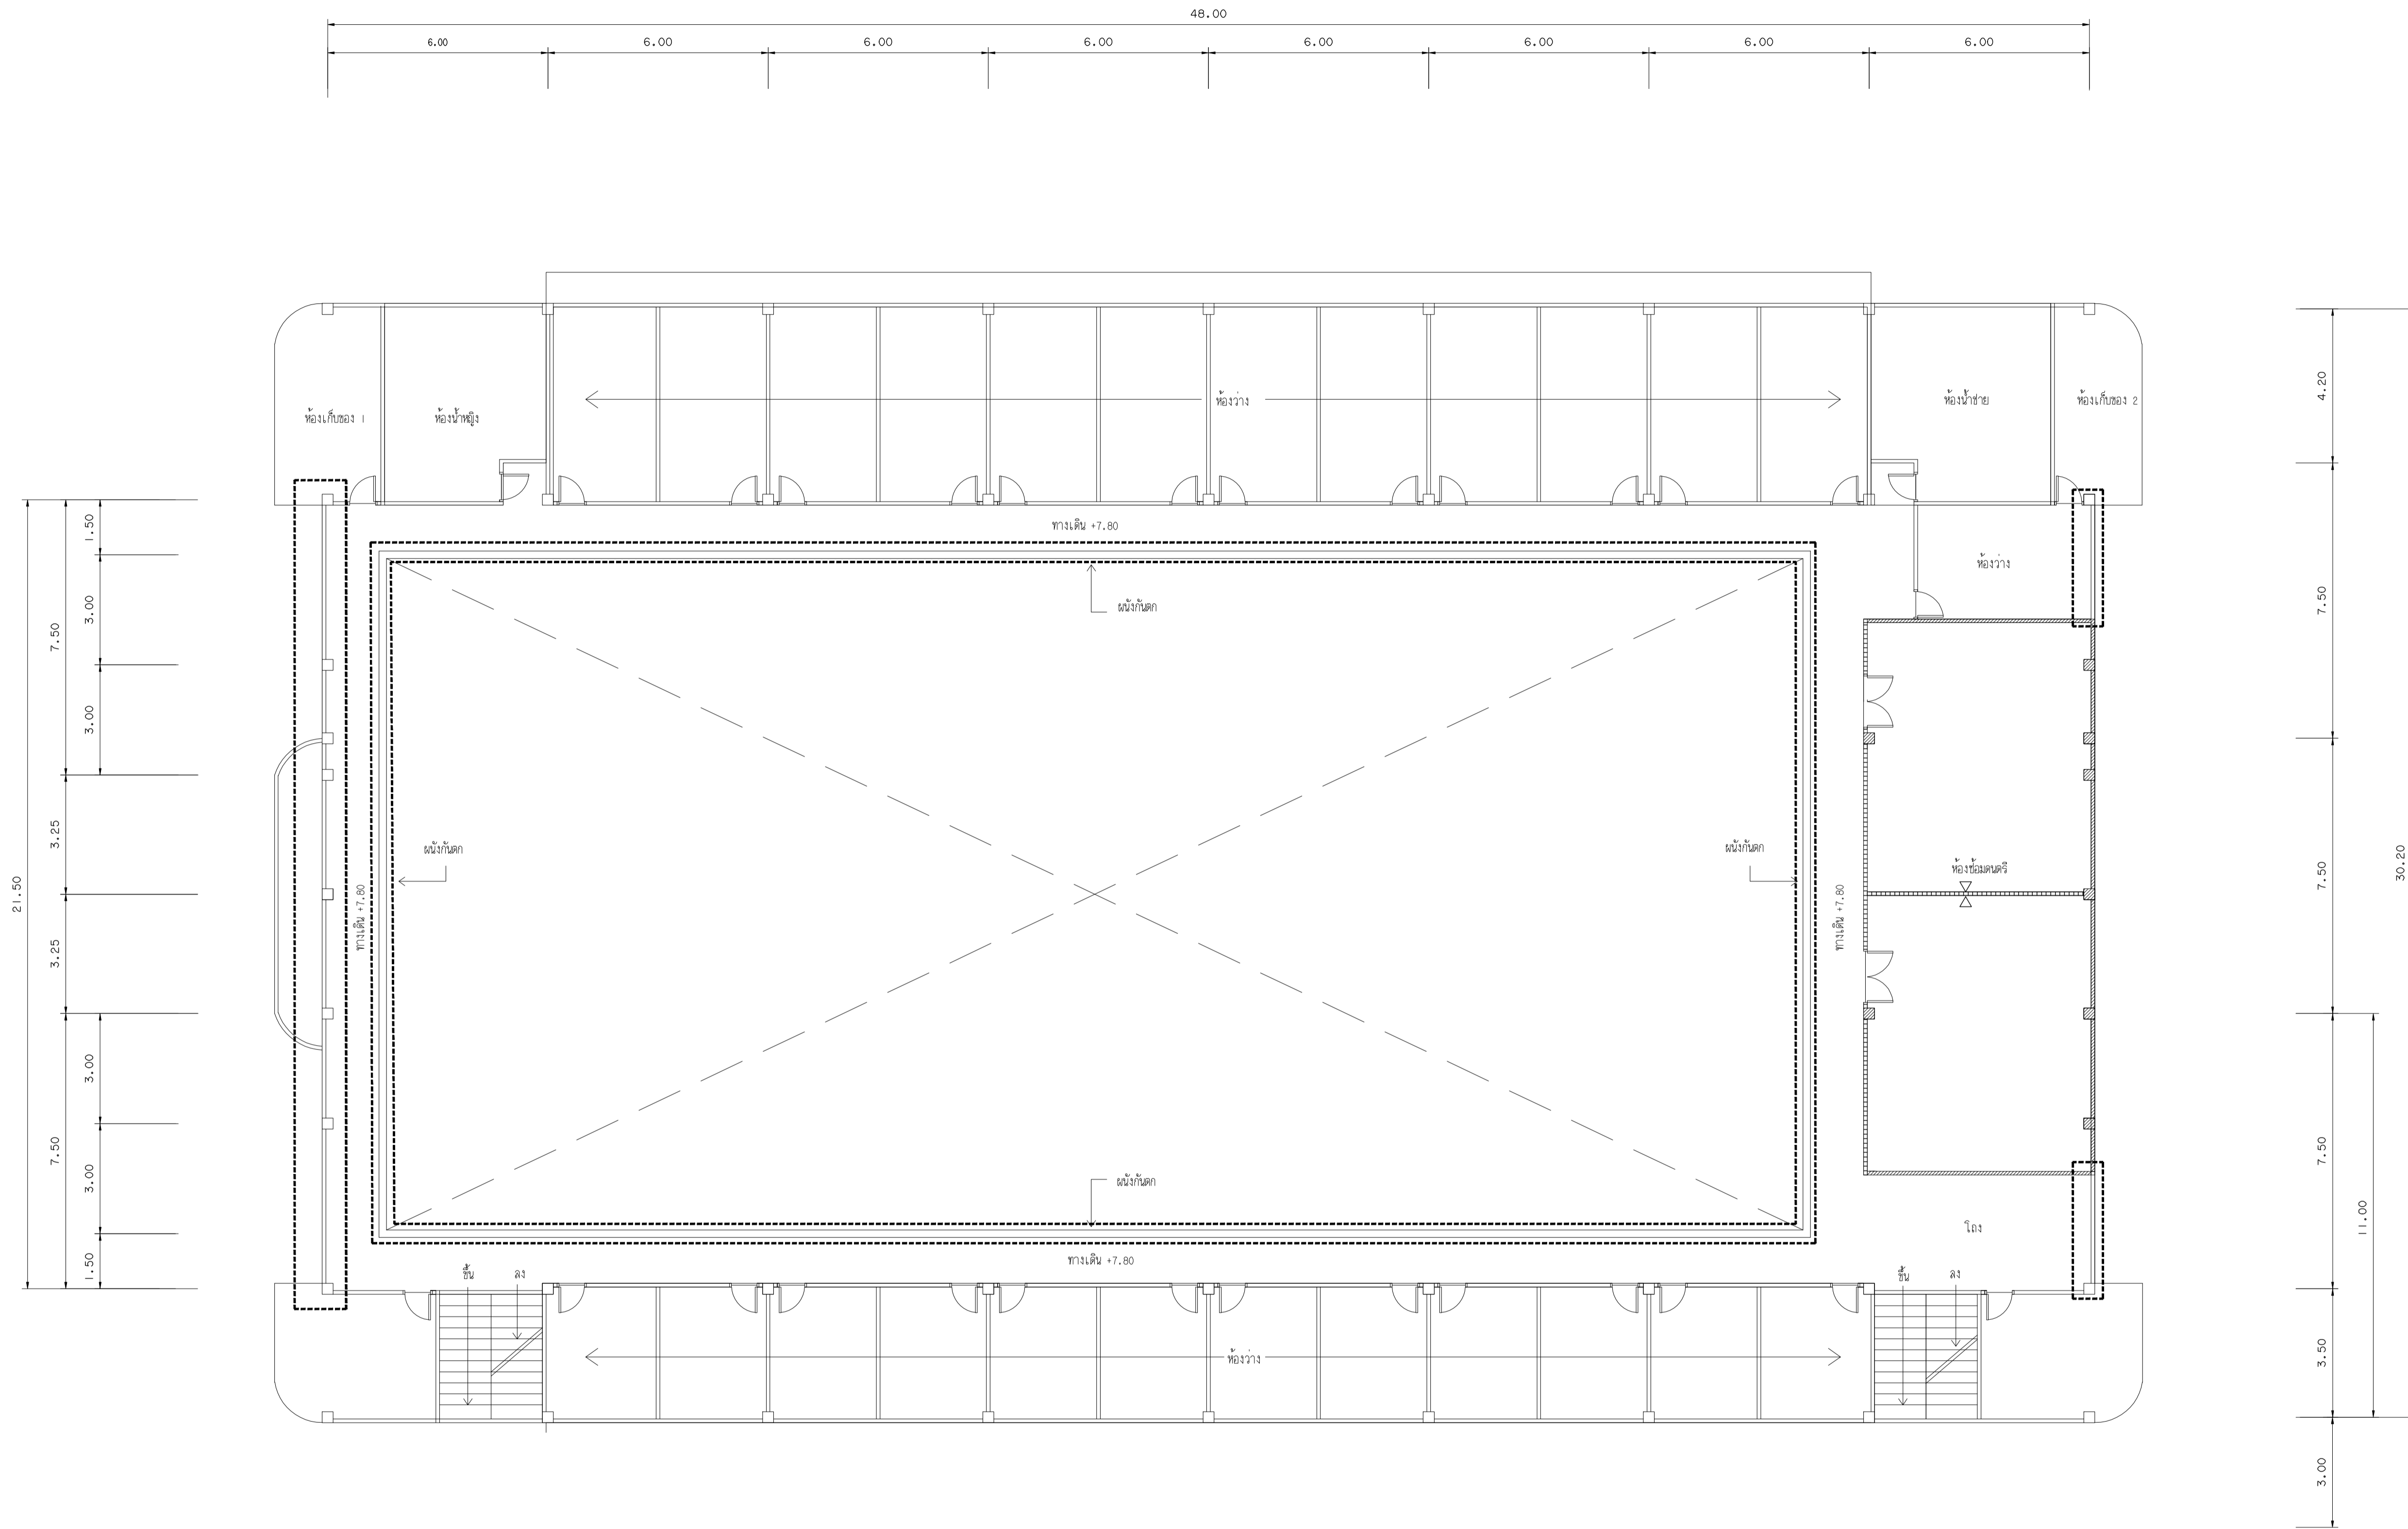 48.00
6.00 6.00 6.00 6.00 6.00 6.00 6.00 6.00
ห้องเก็บของ 1
ห้องน้ำหญิง
ห้องว่าง
ห้องน้ำชาย
ห้องเก็บของ 2
ทางเดิน +7.80
ห้องว่าง
ผนังกันตก
ผนังกันตก
ผนังกันตก
ทางเดิน +7.80
ทางเดิน +7.80
ห้องซ้อมดนตรี
ผนังกันตก
โถง
ทางเดิน +7.80
ขึ้น
ลง
ขึ้น
ลง
ห้องว่าง
21.50
7.50
3.25
3.25
7.50
1.50
3.00
3.00
3.00
3.00
1.50
4.20
7.50
7.50
7.50
3.50
3.00
11.00
30.20